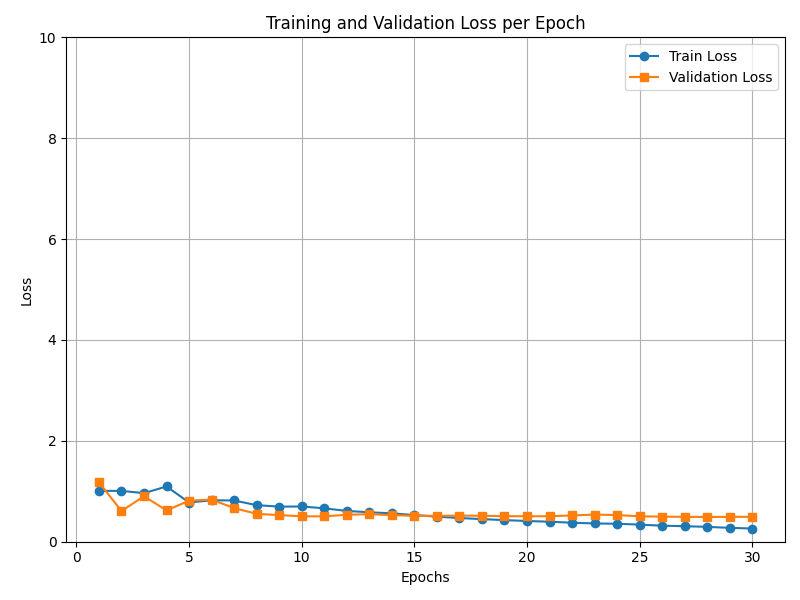 Training and Validation Loss per Epoch
10
8
6
4
2
0
Loss
Train Loss
Validation Loss
0 5 10 15 20 25 30
Epochs